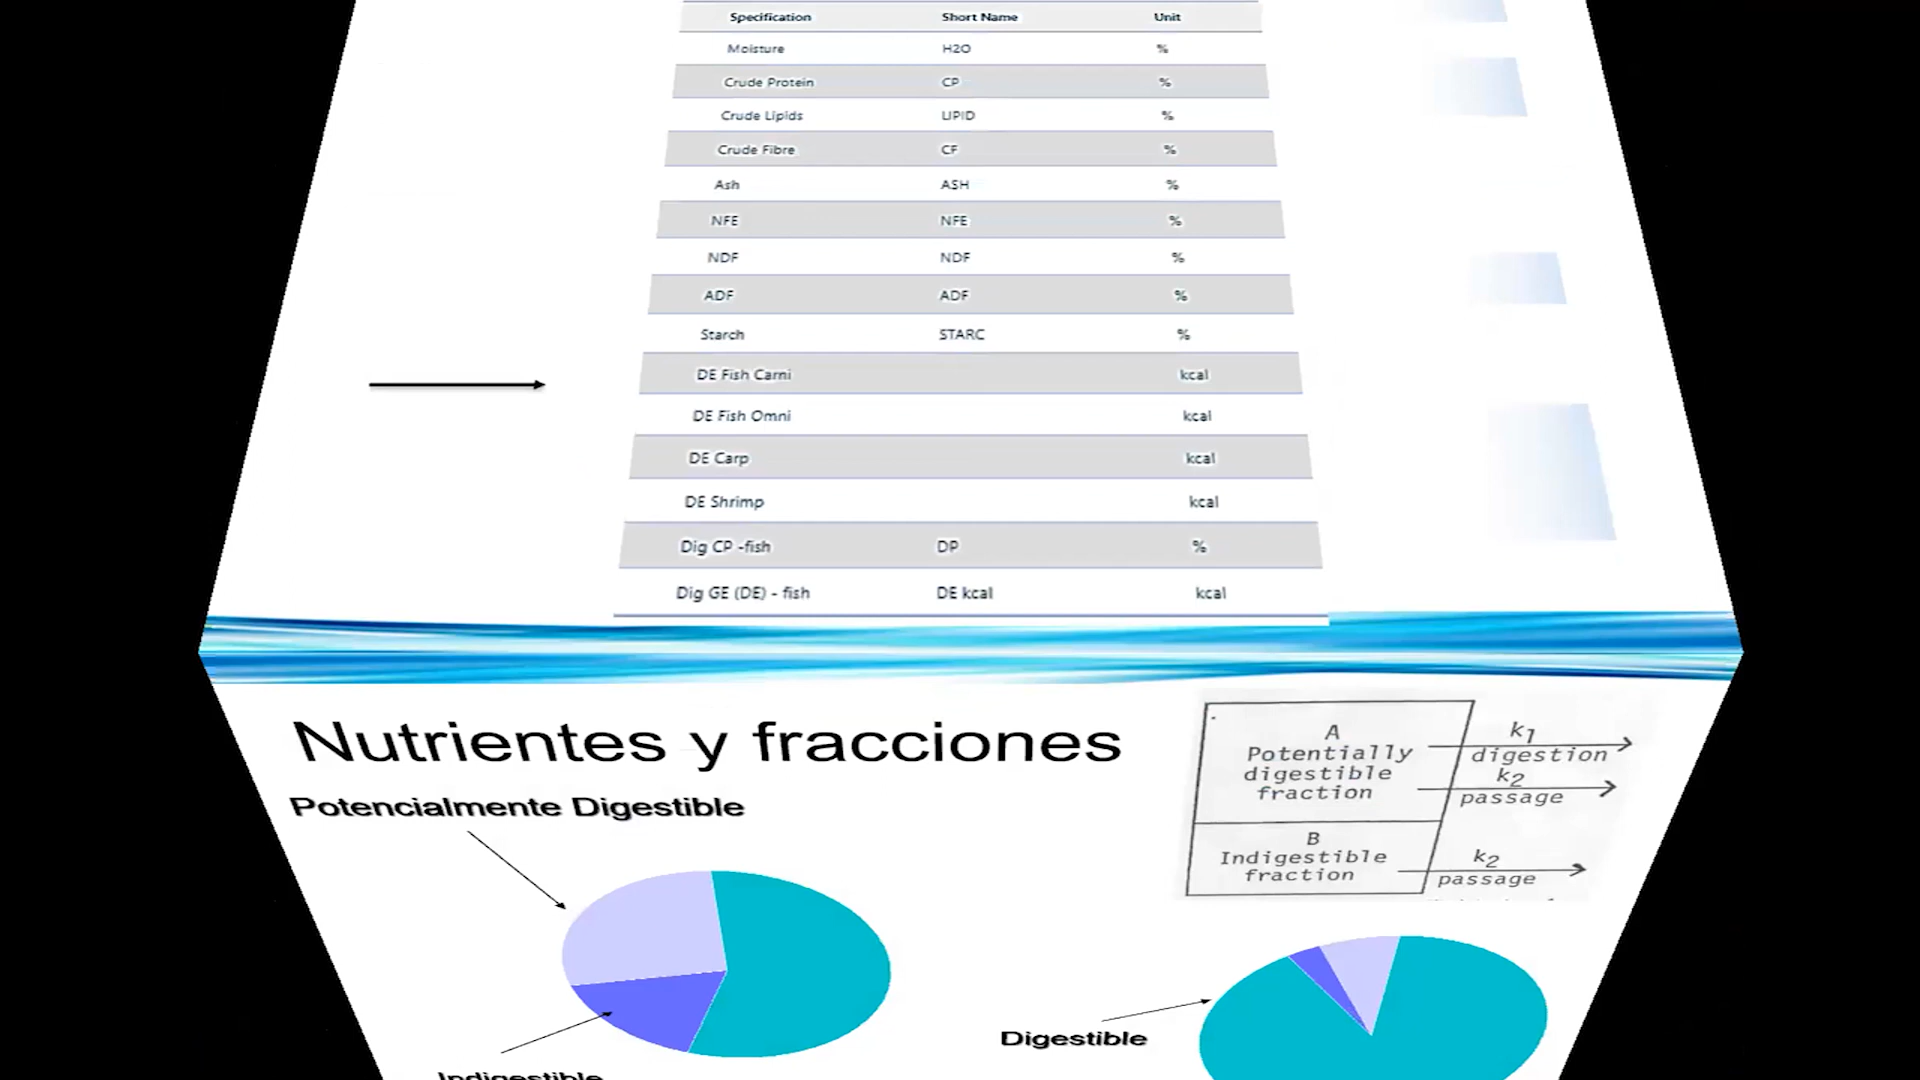 Specification Short Name Unit
Moisture H2O %
Crude Protein CP %
Crude Lipids LIPID %
Crude Fibre CF %
Ash ASH %
NFE NFE %
NDF NDF %
ADF ADF %
Starch STARC %
DE Fish Carni kcal
DE Fish Omni kcal
DE Carp kcal
DE Shrimp kcal
Dig CP -fish DP %
Dig GE (DE) - fish DE kcal kcal
Nutrientes y fracciones
Potencialmente Digestible
A
Potentially
digestible
fraction
k1
digestion
k2
passage
B
Indigestible
fraction
k2
passage
Digestible
Indigestible